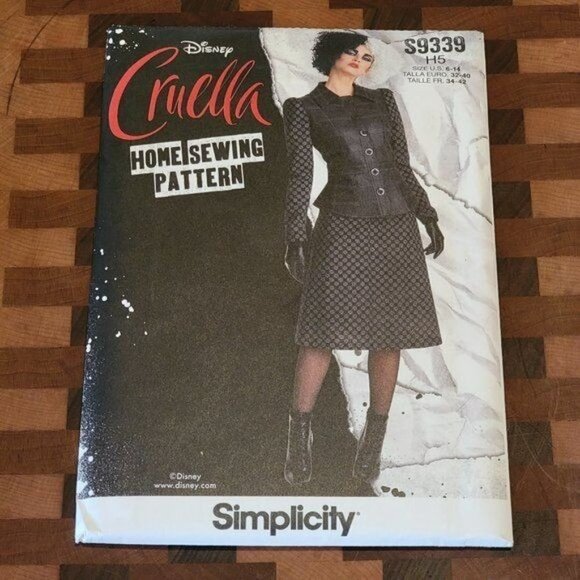 Disney
Cruella
HOME SEWING
PATTERN
S9339
H5
SIZE U.S. 6-14
TALLA EURO. 32-40
TAILLE FR. 34-42
©Disney
www.disney.com
Simplicity